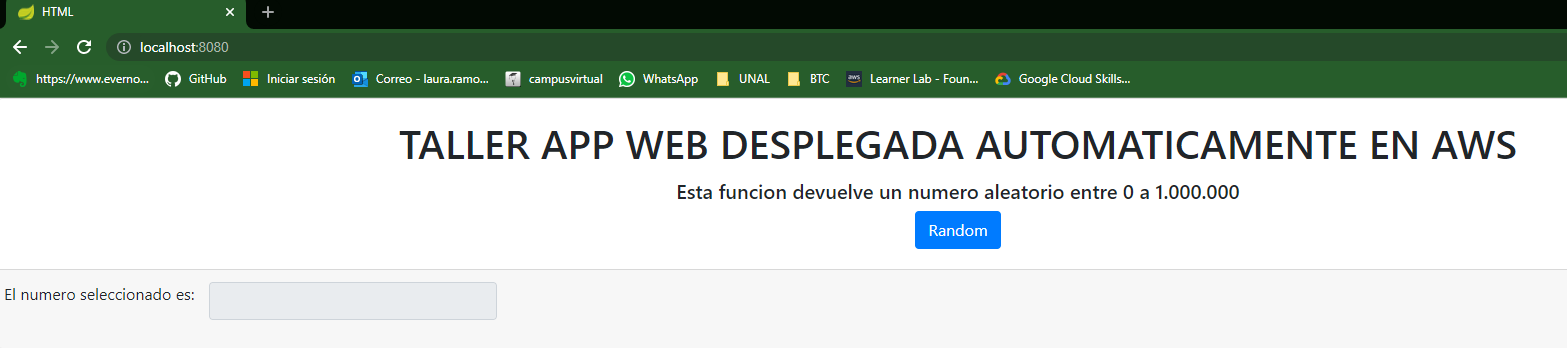 HTML
localhost:8080
https://www.everno... GitHub Iniciar sesión Correo - laura.ramo... campusvirtual WhatsApp UNAL BTC aws Learner Lab - Foun... Google Cloud Skills...
TALLER APP WEB DESPLEGADA AUTOMATICAMENTE EN AWS
Esta funcion devuelve un numero aleatorio entre 0 a 1.000.000
Random
El numero seleccionado es: